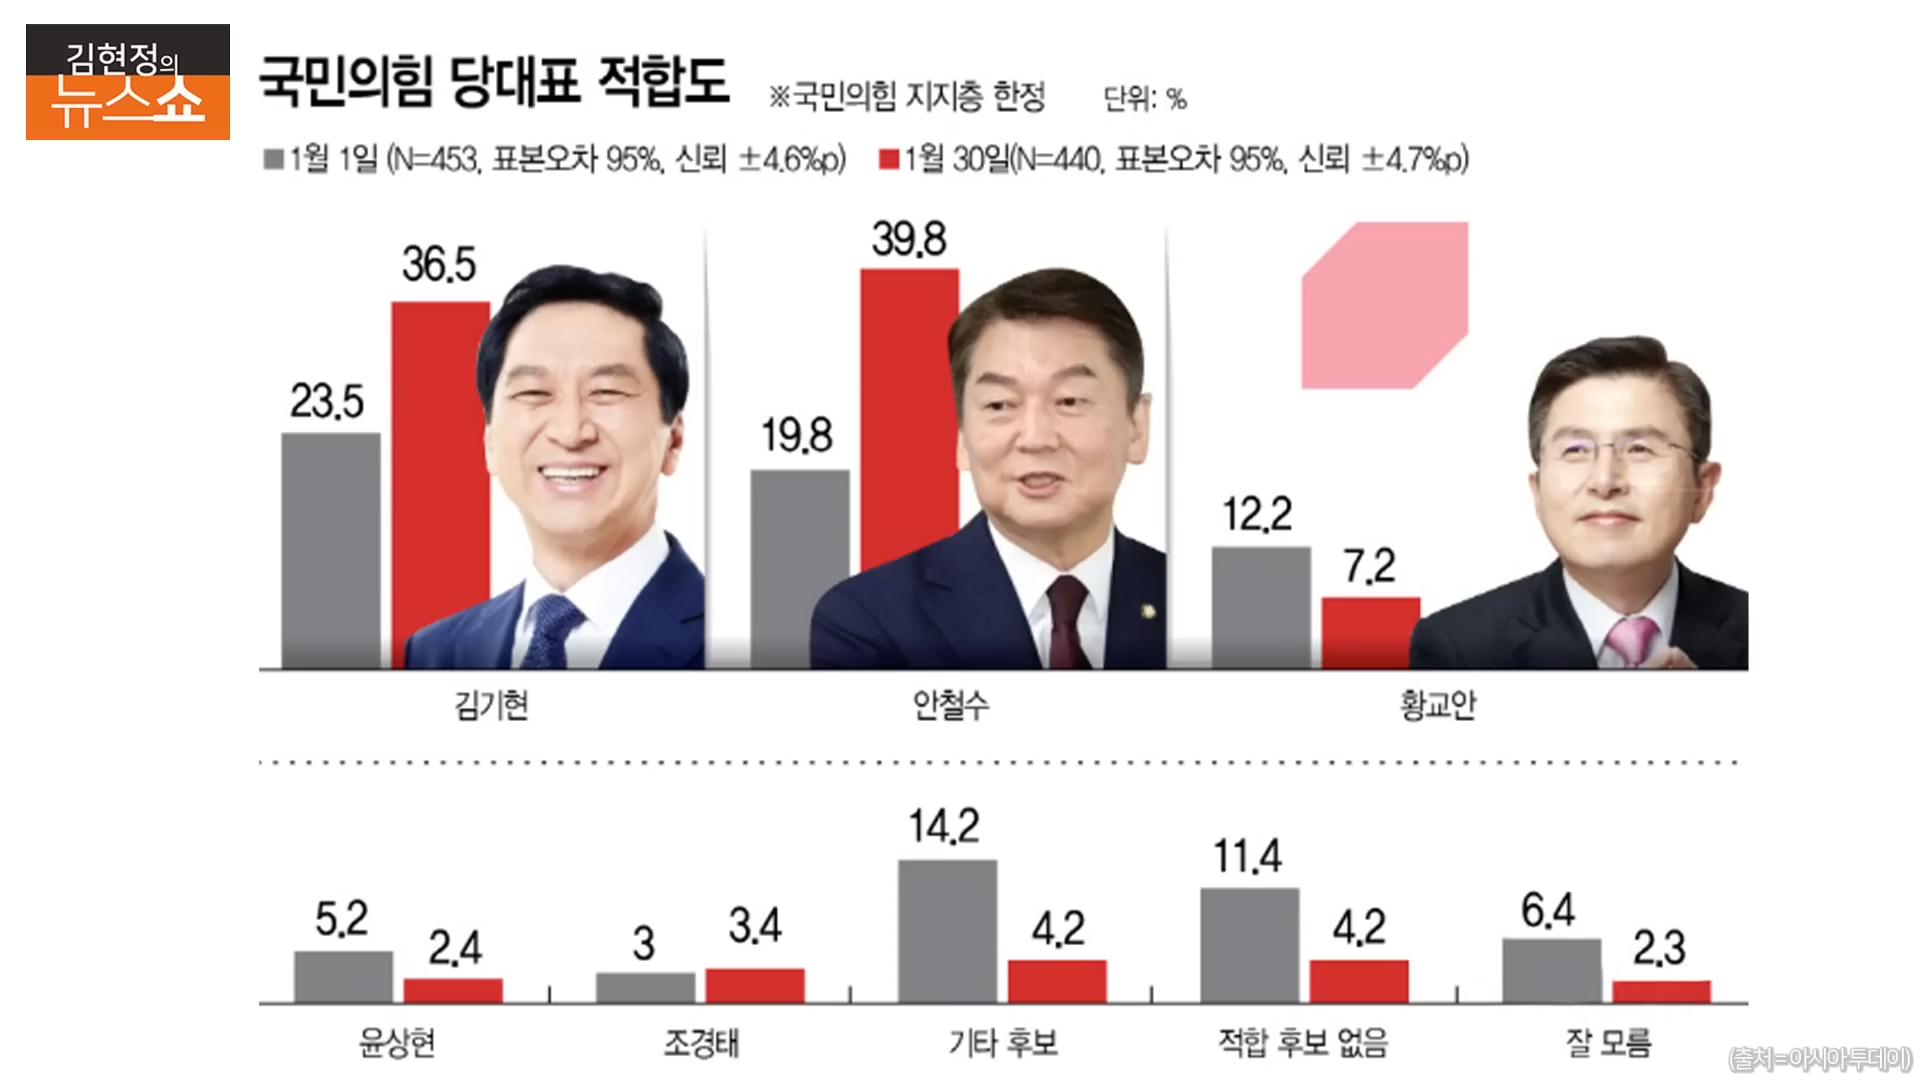 김현정의
뉴스쇼
국민의힘 당대표 적합도 ※국민의힘 지지층 한정 단위: %
1월 1일 (N=453, 표본오차 95%, 신뢰 ±4.6%p) 1월 30일(N=440, 표본오차 95%, 신뢰 ±4.7%p)
23.5 36.5 19.8 39.8 12.2 7.2
김기현 안철수 황교안
5.2 2.4 3 3.4 14.2 4.2 11.4 4.2 6.4 2.3
윤상현 조경태 기타 후보 적합 후보 없음 잘 모름
(출처=아시아투데이)